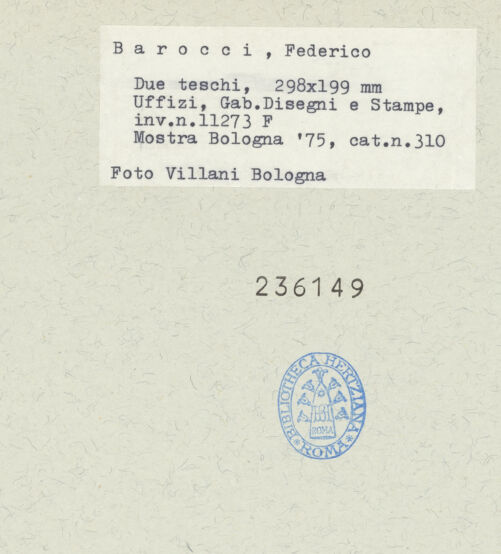 B a r o c c i , Federico
Due teschi, 298x199 mm
Uffizi, Gab.Disegni e Stampe,
inv.n.11273 F
Mostra Bologna '75, cat.n.310
Foto Villani Bologna
236149
BIBLIOTHECA HERTZIANA
ROMA
*ROMA*